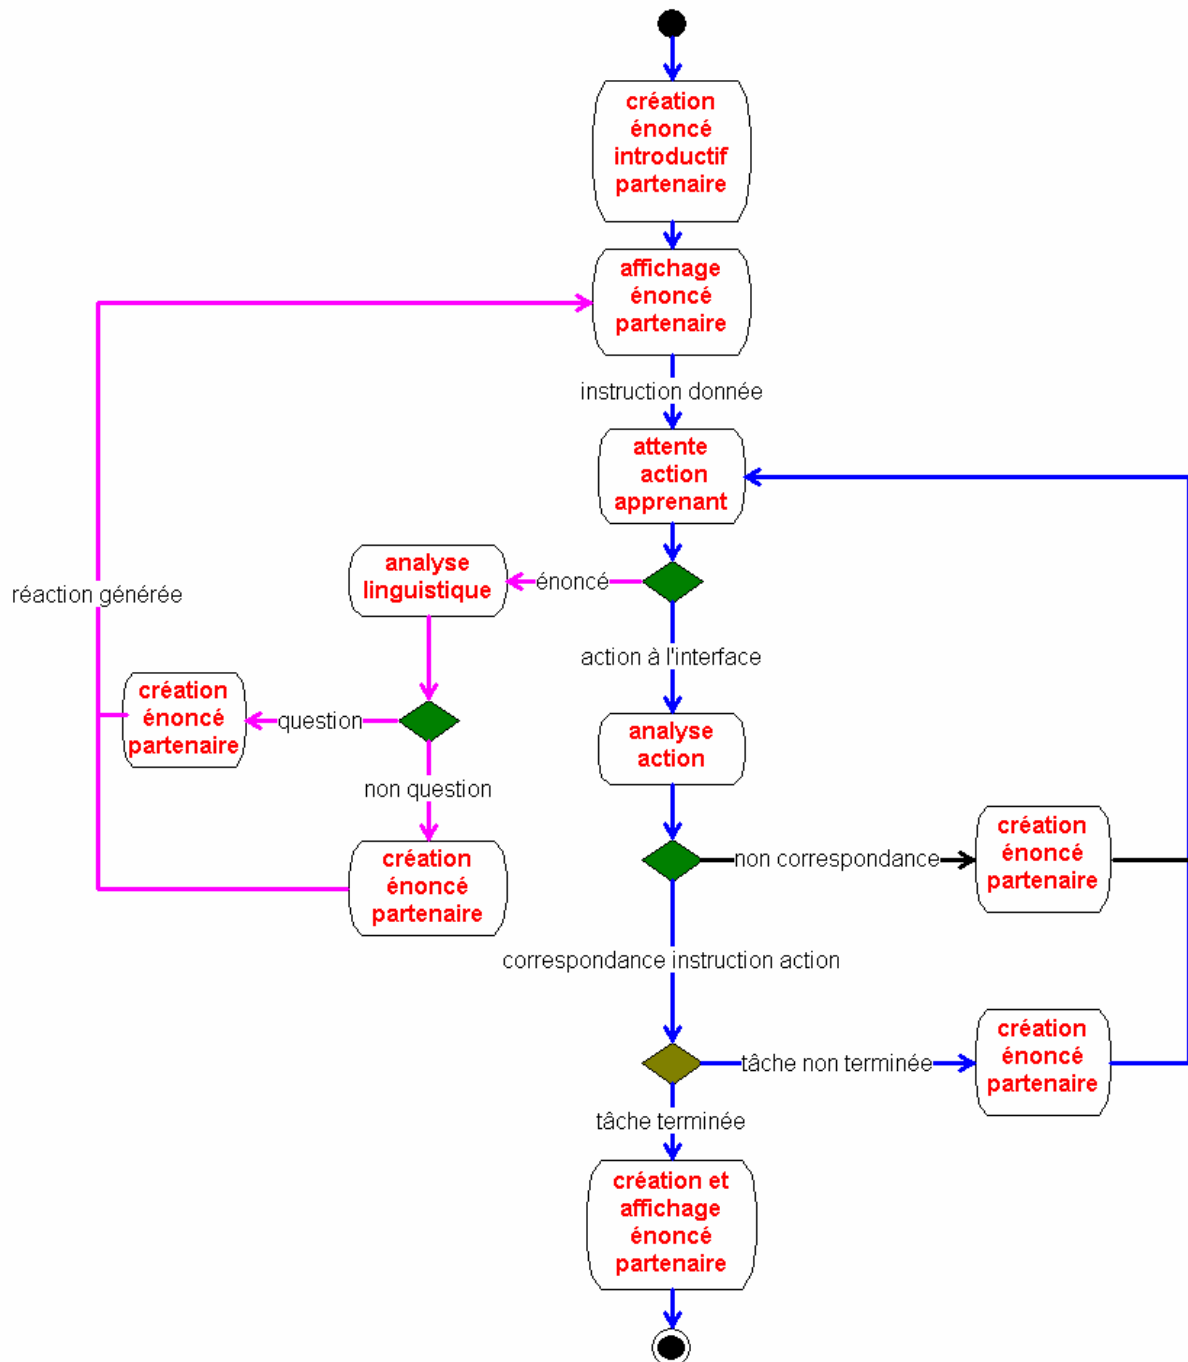 création
énoncé
introductif
partenaire
affichage
énoncé
partenaire
instruction donnée
attente
action
apprenant
analyse
linguistique
énoncé
réaction générée
action à l'interface
création
énoncé
partenaire
question
analyse
action
non question
création
énoncé
partenaire
non correspondance
création
énoncé
partenaire
correspondance instruction action
tâche non terminée
création
énoncé
partenaire
tâche terminée
création et
affichage
énoncé
partenaire